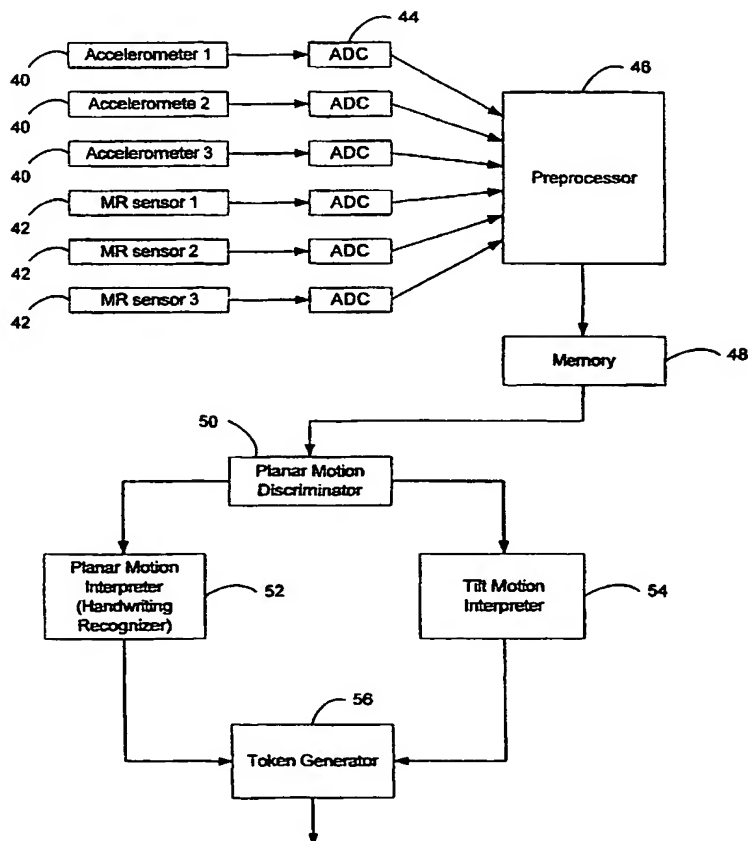 44
Accelerometer 1
ADC
46
40
Acceleromete 2
ADC
40
Accelerometer 3
ADC
Preprocessor
40
MR sensor 1
ADC
42
MR sensor 2
ADC
42
MR sensor 3
ADC
42
Memory
48
50
Planar Motion
Discriminator
Planar Motion
Interpreter
(Handwriting
Recognizer)
52
Tilt Motion
Interpreter
54
56
Token Generator